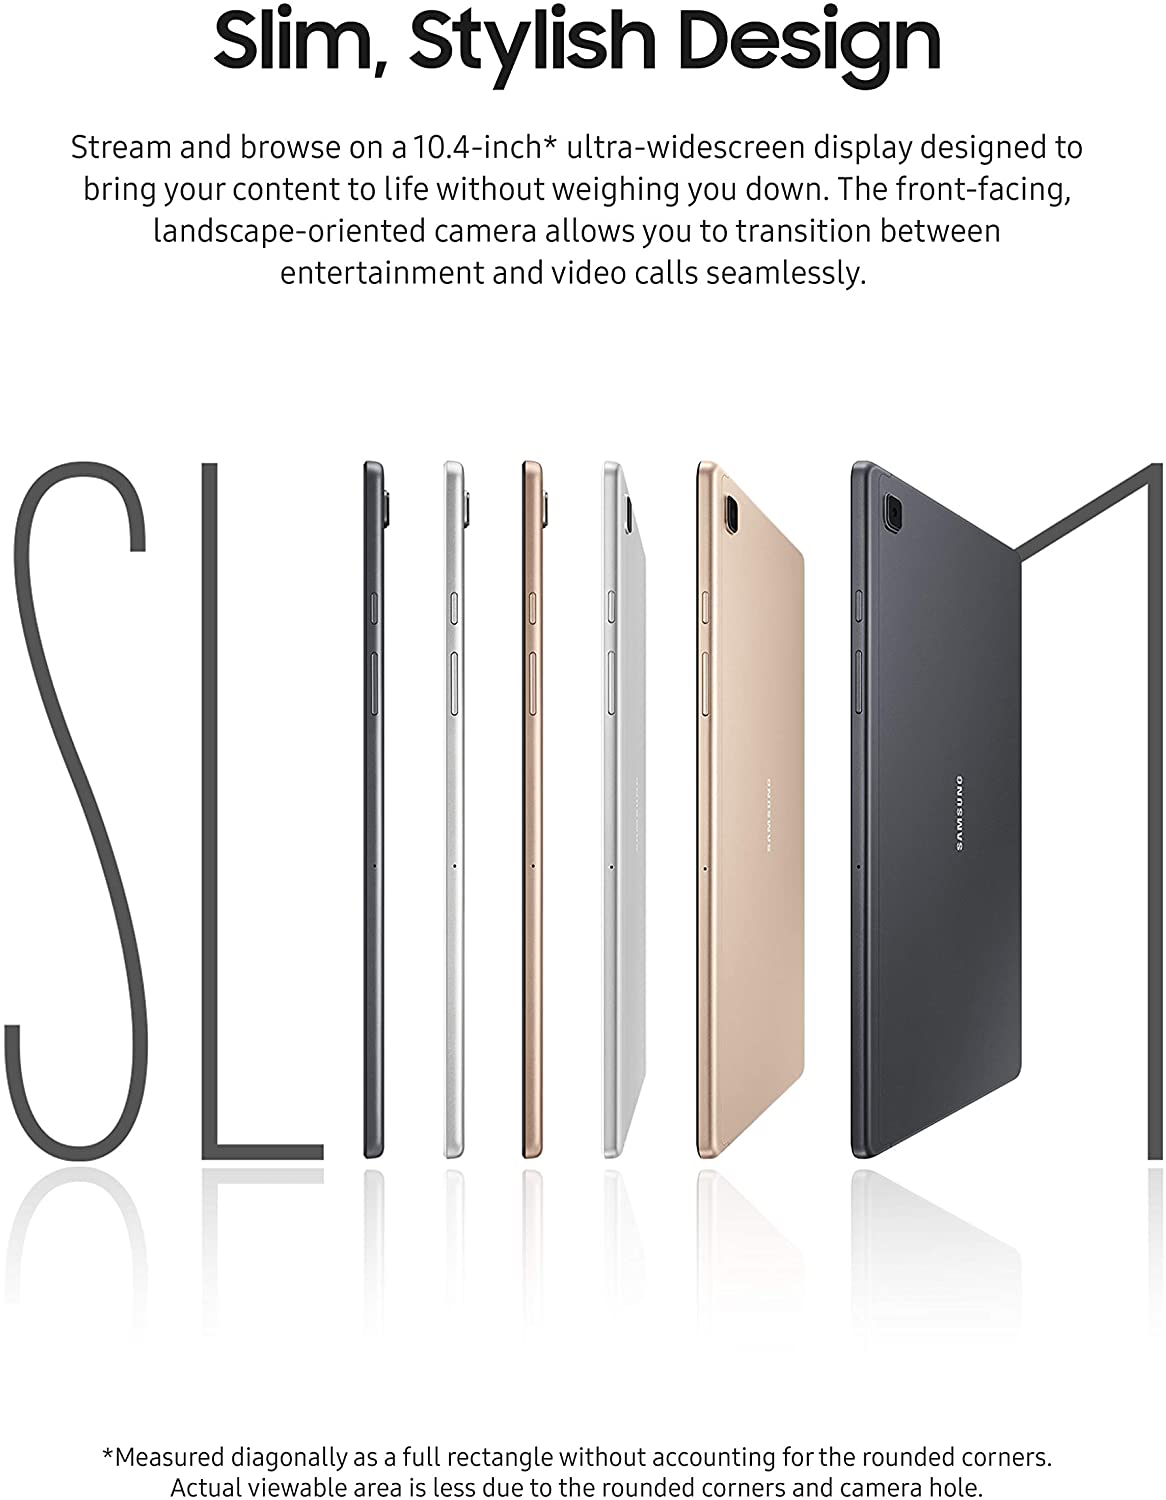 Slim, Stylish Design
Stream and browse on a 10.4-inch* ultra-widescreen display designed to
bring your content to life without weighing you down. The front-facing,
landscape-oriented camera allows you to transition between
entertainment and video calls seamlessly.
SLIM
SAMSUNG
SAMSUNG
SAMSUNG
*Measured diagonally as a full rectangle without accounting for the rounded corners.
Actual viewable area is less due to the rounded corners and camera hole.